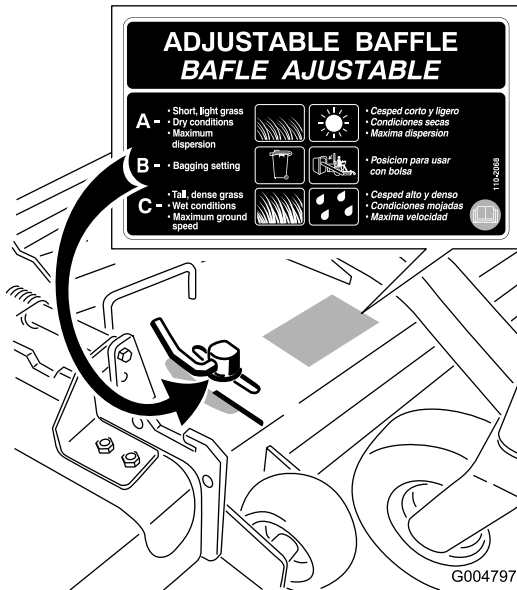 ADJUSTABLE BAFFLE
BAFLE AJUSTABLE
A - • Short, light grass
• Dry conditions
• Maximum
dispersion
• Cesped corto y ligero
• Condiciones secas
• Maxima dispersion
B - • Bagging setting
• Posicion para usar
con bolsa
C - • Tall, dense grass
• Wet conditions
• Maximum ground
speed
• Cesped alto y denso
• Condiciones mojadas
• Maxima velocidad
110-2068
G004797